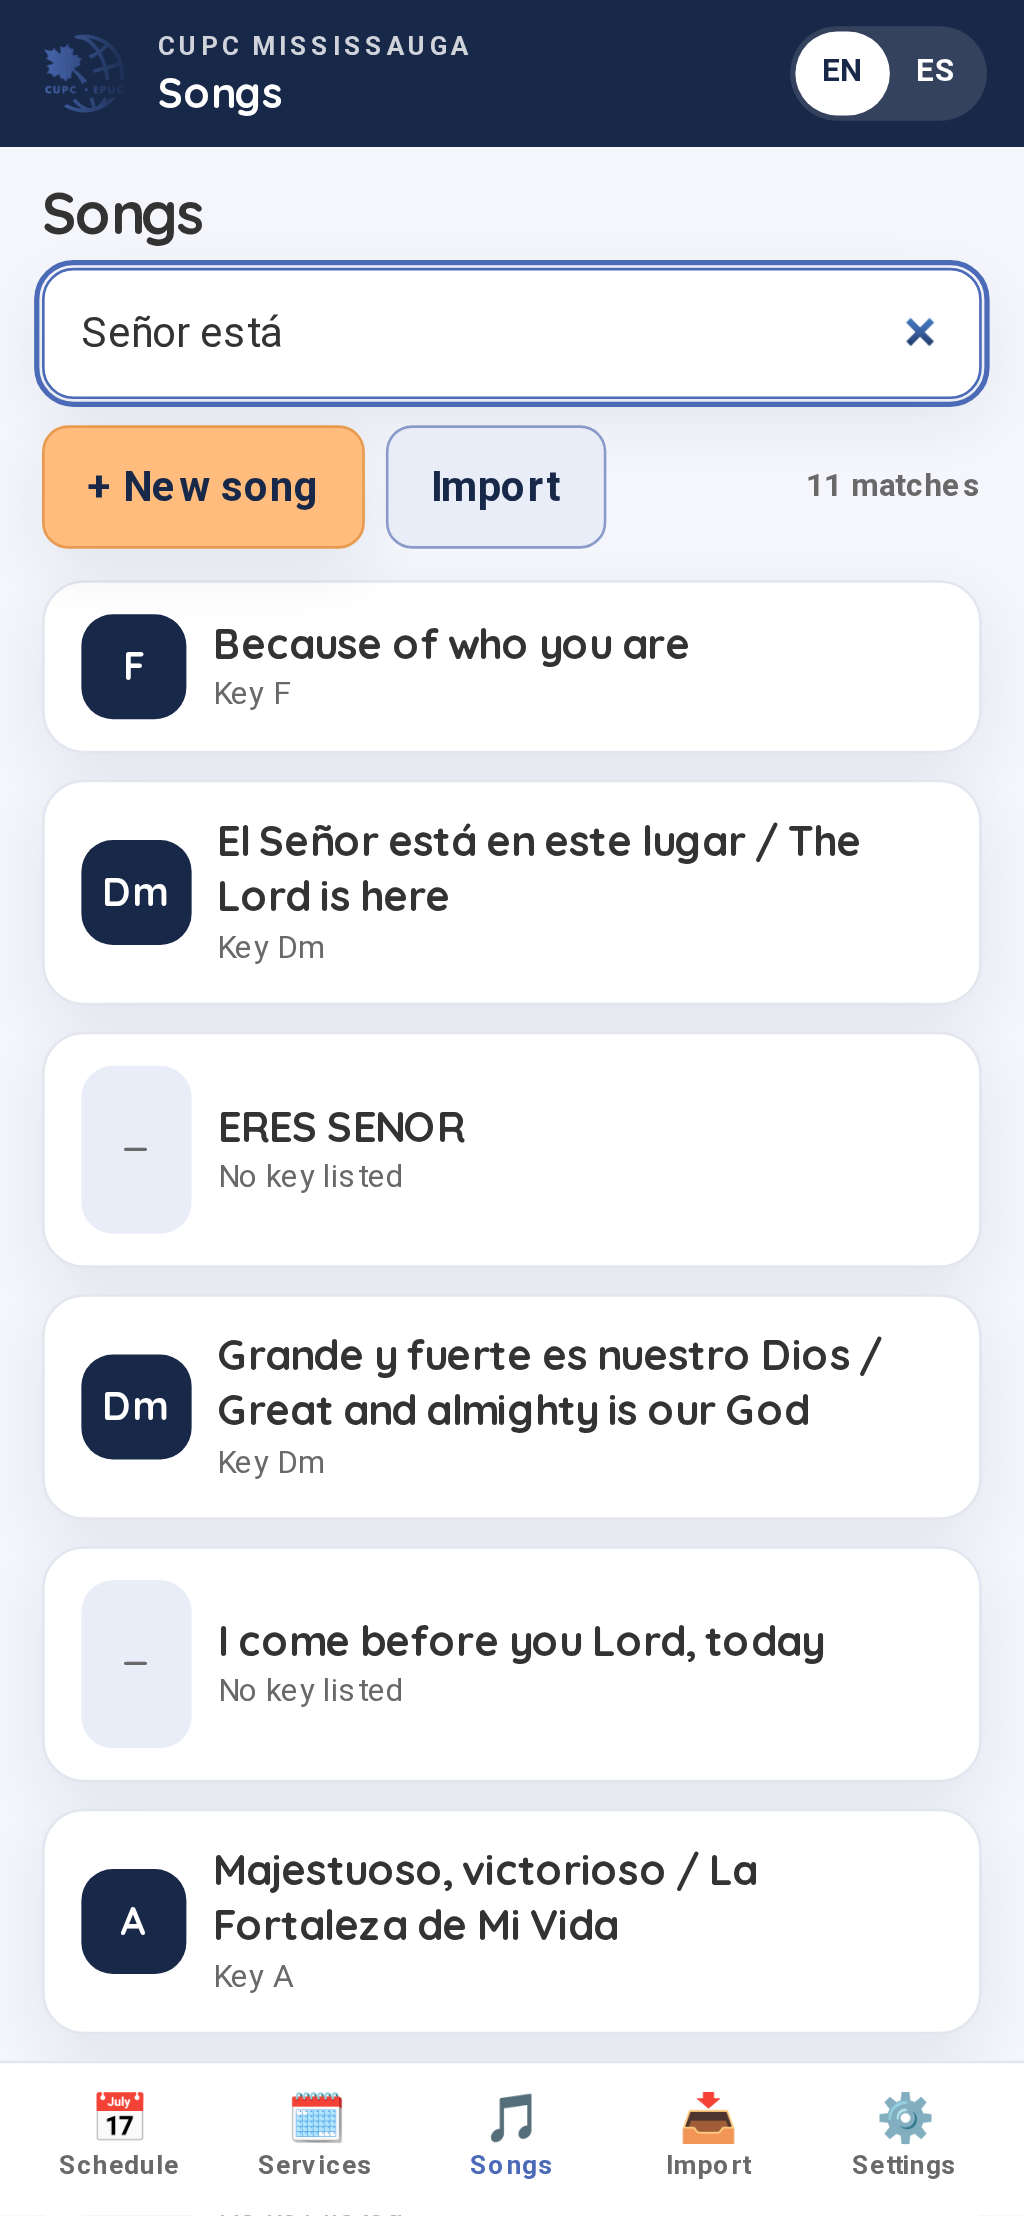 CUPC • EPUC
CUPC MISSISSAUGA
Songs
EN ES
Songs
Señor está
+ New song Import 11 matches
F
Because of who you are
Key F
Dm
El Señor está en este lugar / The
Lord is here
Key Dm
–
ERES SENOR
No key listed
Dm
Grande y fuerte es nuestro Dios /
Great and almighty is our God
Key Dm
–
I come before you Lord, today
No key listed
A
Majestuoso, victorioso / La
Fortaleza de Mi Vida
Key A
July
17
Schedule Services Songs Import Settings